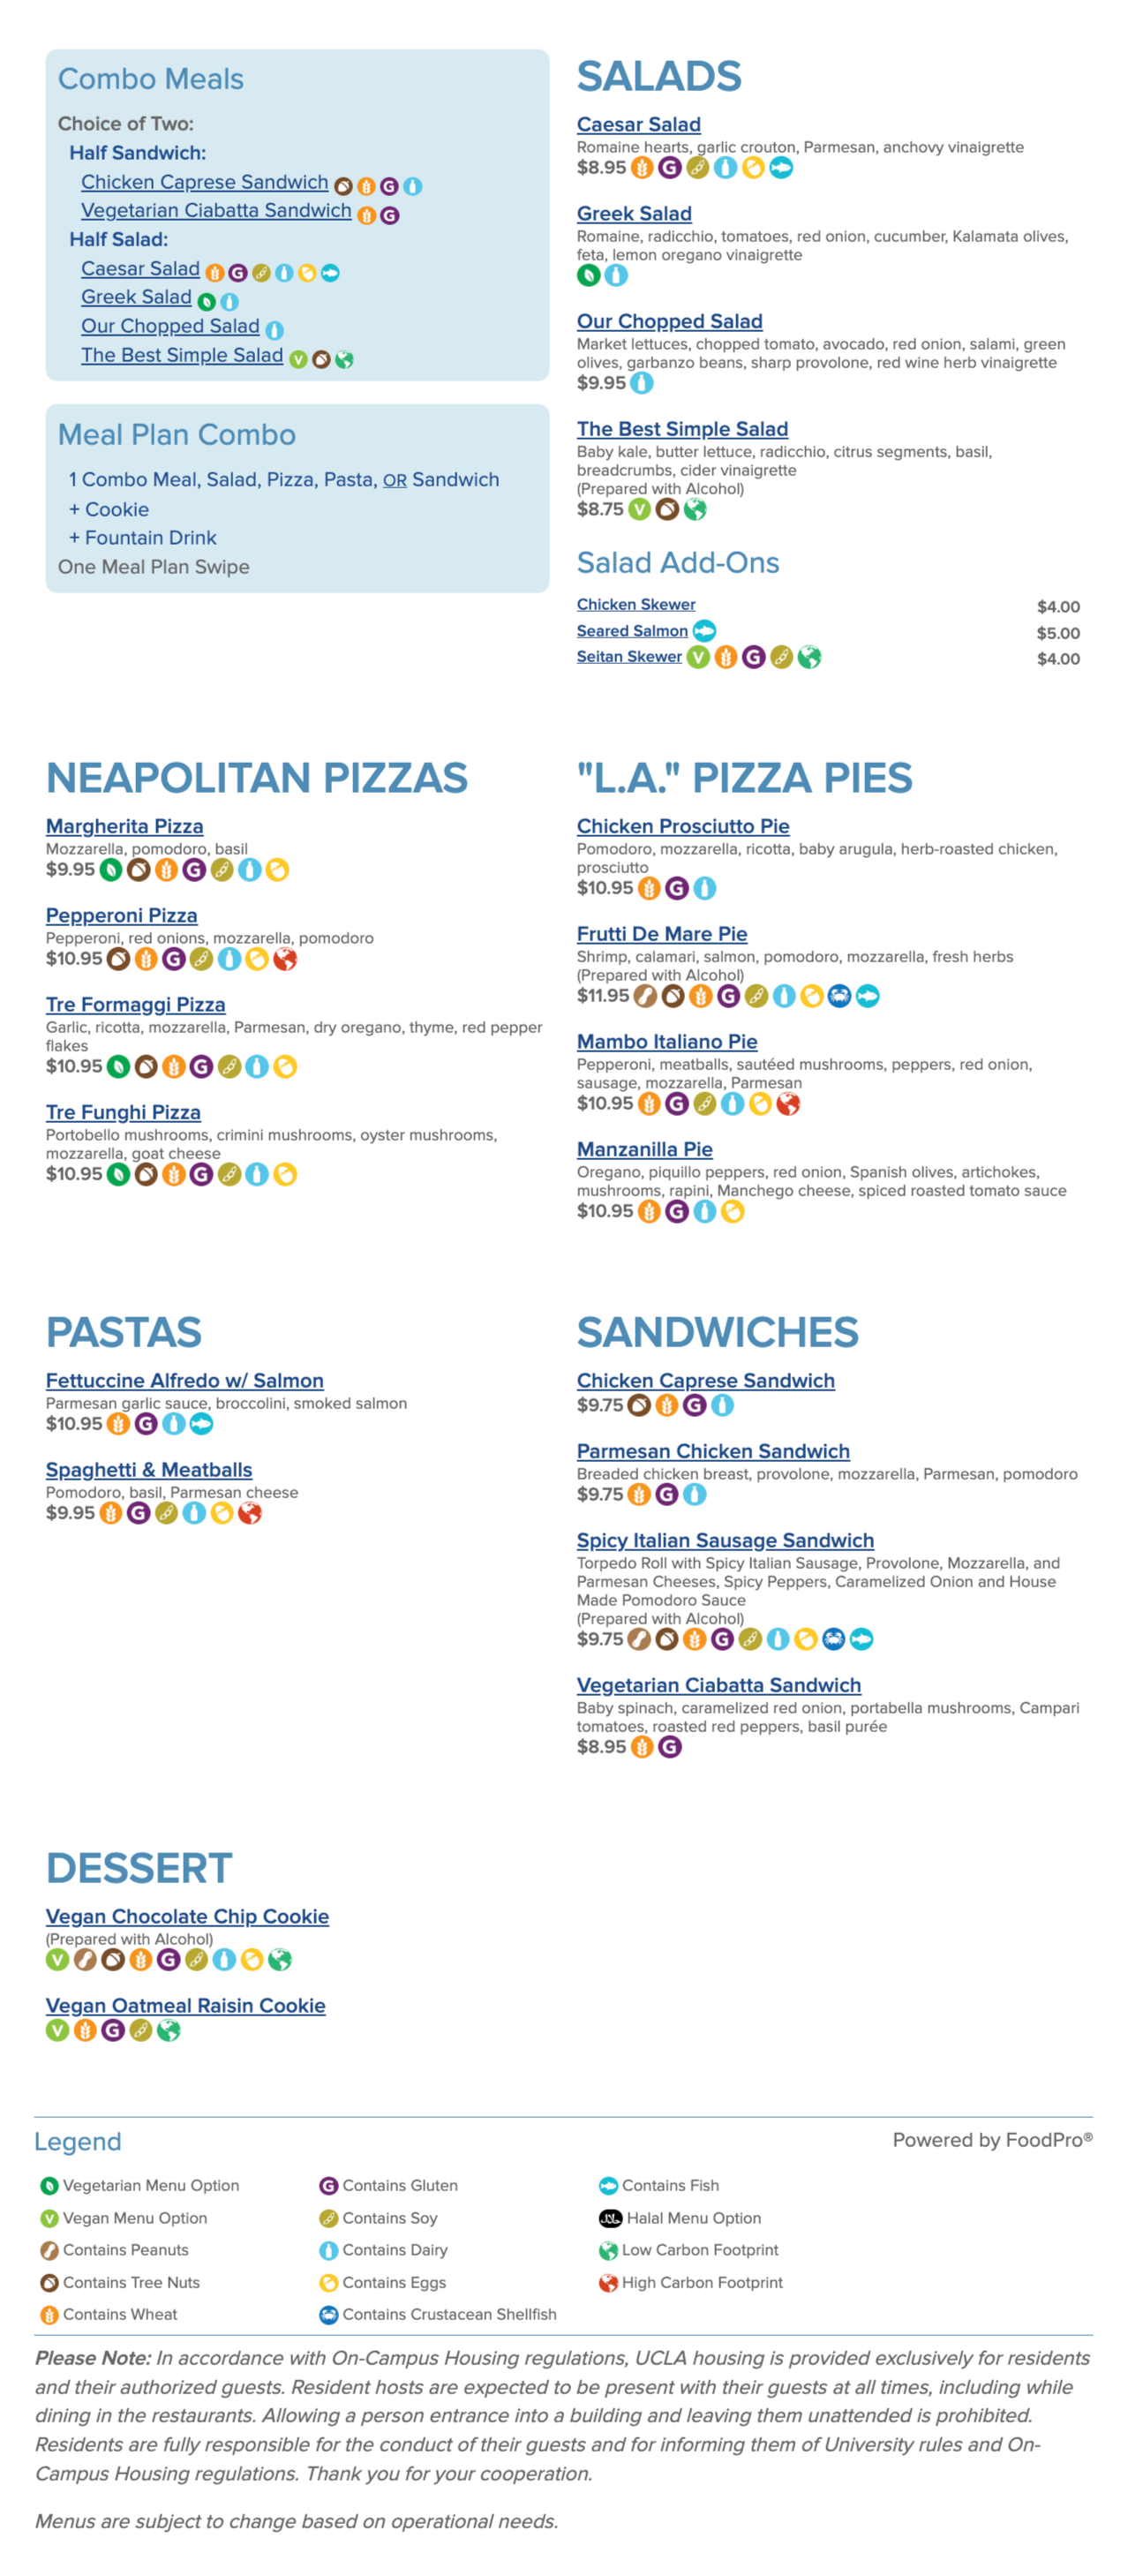 Combo Meals
Choice of Two:
Half Sandwich:
Chicken Caprese Sandwich
Vegetarian Ciabatta Sandwich
Half Salad:
Caesar Salad
Greek Salad
Our Chopped Salad
The Best Simple Salad
Meal Plan Combo
1 Combo Meal, Salad, Pizza, Pasta, OR Sandwich
+ Cookie
+ Fountain Drink
One Meal Plan Swipe
SALADS
Caesar Salad
Romaine hearts, garlic crouton, Parmesan, anchovy vinaigrette
$8.95
Greek Salad
Romaine, radicchio, tomatoes, red onion, cucumber, Kalamata olives,
feta, lemon oregano vinaigrette
Our Chopped Salad
Market lettuces, chopped tomato, avocado, red onion, salami, green
olives, garbanzo beans, sharp provolone, red wine herb vinaigrette
$9.95
The Best Simple Salad
Baby kale, butter lettuce, radicchio, citrus segments, basil,
breadcrumbs, cider vinaigrette
(Prepared with Alcohol)
$8.75
Salad Add-Ons
Chicken Skewer $4.00
Seared Salmon $5.00
Seitan Skewer $4.00
NEAPOLITAN PIZZAS
Margherita Pizza
Mozzarella, pomodoro, basil
$9.95
Pepperoni Pizza
Pepperoni, red onions, mozzarella, pomodoro
$10.95
Tre Formaggi Pizza
Garlic, ricotta, mozzarella, Parmesan, dry oregano, thyme, red pepper
flakes
$10.95
Tre Funghi Pizza
Portobello mushrooms, crimini mushrooms, oyster mushrooms,
mozzarella, goat cheese
$10.95
"L.A." PIZZA PIES
Chicken Prosciutto Pie
Pomodoro, mozzarella, ricotta, baby arugula, herb-roasted chicken,
prosciutto
$10.95
Frutti De Mare Pie
Shrimp, calamari, salmon, pomodoro, mozzarella, fresh herbs
(Prepared with Alcohol)
$11.95
Mambo Italiano Pie
Pepperoni, meatballs, sautéed mushrooms, peppers, red onion,
sausage, mozzarella, Parmesan
$10.95
Manzanilla Pie
Oregano, piquillo peppers, red onion, Spanish olives, artichokes,
mushrooms, rapini, Manchego cheese, spiced roasted tomato sauce
$10.95
PASTAS
Fettuccine Alfredo w/ Salmon
Parmesan garlic sauce, broccolini, smoked salmon
$10.95
Spaghetti & Meatballs
Pomodoro, basil, Parmesan cheese
$9.95
SANDWICHES
Chicken Caprese Sandwich
$9.75
Parmesan Chicken Sandwich
Breaded chicken breast, provolone, mozzarella, Parmesan, pomodoro
$9.75
Spicy Italian Sausage Sandwich
Torpedo Roll with Spicy Italian Sausage, Provolone, Mozzarella, and
Parmesan Cheeses, Spicy Peppers, Caramelized Onion and House
Made Pomodoro Sauce
(Prepared with Alcohol)
$9.75
Vegetarian Ciabatta Sandwich
Baby spinach, caramelized red onion, portabella mushrooms, Campari
tomatoes, roasted red peppers, basil purée
$8.95
DESSERT
Vegan Chocolate Chip Cookie
(Prepared with Alcohol)
Vegan Oatmeal Raisin Cookie
Legend
Powered by FoodPro®
Vegetarian Menu Option
Vegan Menu Option
Contains Peanuts
Contains Tree Nuts
Contains Wheat
Contains Gluten
Contains Soy
Contains Dairy
Contains Eggs
Contains Crustacean Shellfish
Contains Fish
Halal Menu Option
Low Carbon Footprint
High Carbon Footprint
Please Note: In accordance with On-Campus Housing regulations, UCLA housing is provided exclusively for residents
and their authorized guests. Resident hosts are expected to be present with their guests at all times, including while
dining in the restaurants. Allowing a person entrance into a building and leaving them unattended is prohibited.
Residents are fully responsible for the conduct of their guests and for informing them of University rules and On-
Campus Housing regulations. Thank you for your cooperation.
Menus are subject to change based on operational needs.